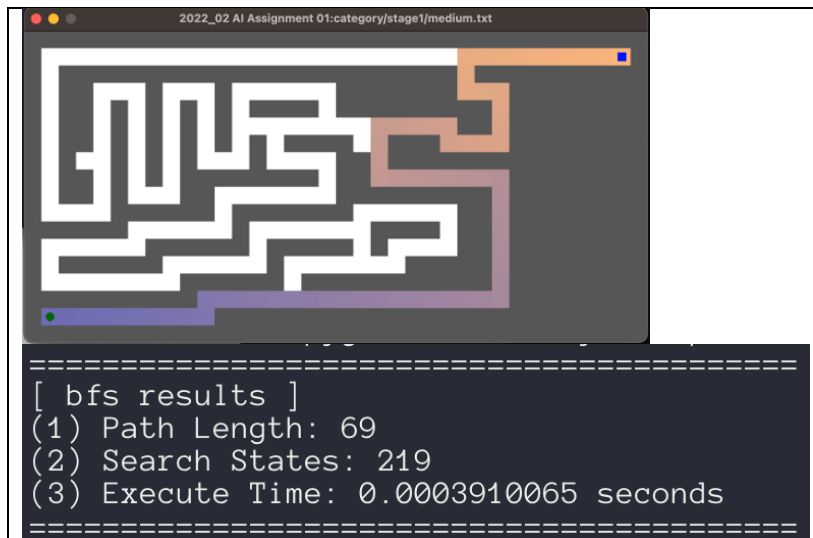 2022_02 AI Assignment 01:category/stage1/medium.txt
==========================================
[ bfs results ]
(1) Path Length: 69
(2) Search States: 219
(3) Execute Time: 0.0003910065 seconds
==========================================